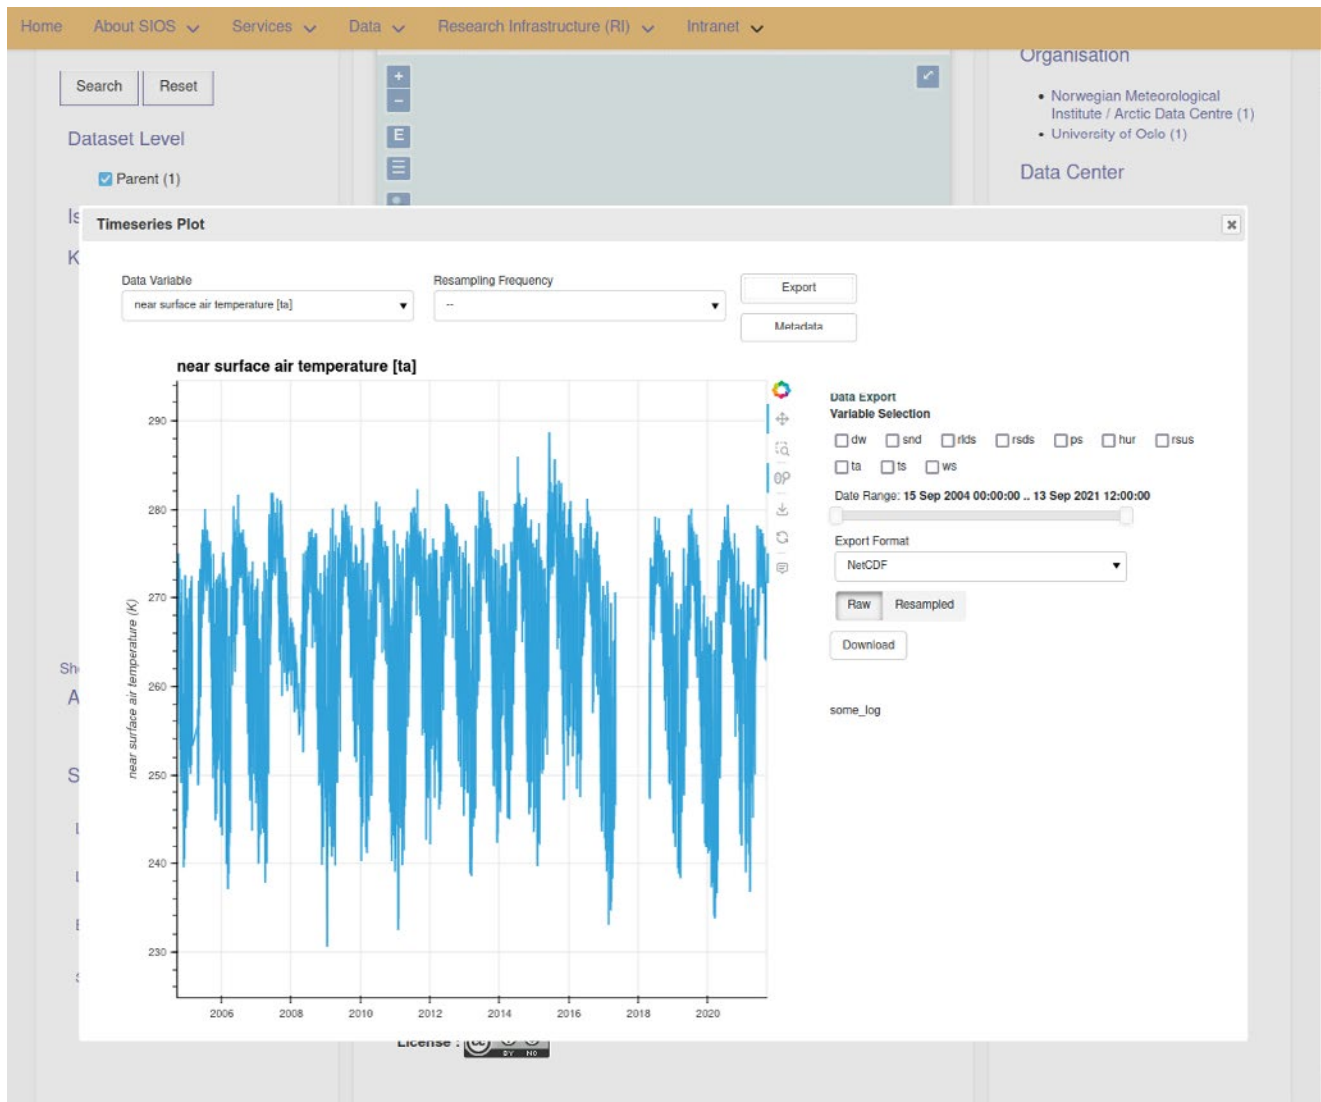 Home About SIOS Services Data Research Infrastructure (RI) Intranet
Search Reset
Dataset Level
Parent (1)
Is
K
Sh
A
S
L
L
E
Organisation
Norwegian Meteorological
Institute / Arctic Data Centre (1)
University of Oslo (1)
Data Center
+
−
E
Timeseries Plot
Data Variable
near surface air temperature [ta]
Resampling Frequency
--
Export
Metadata
near surface air temperature [ta]
near surface air temperature (K)
290
280
270
260
250
240
230
2006 2008 2010 2012 2014 2016 2018 2020
Data Export
Variable Selection
dw snd rlds rsds ps hur rsus
ta ts ws
Date Range: 15 Sep 2004 00:00:00 .. 13 Sep 2021 12:00:00
Export Format
NetCDF
Raw Resampled
Download
some_log
License :
cc
BY NC